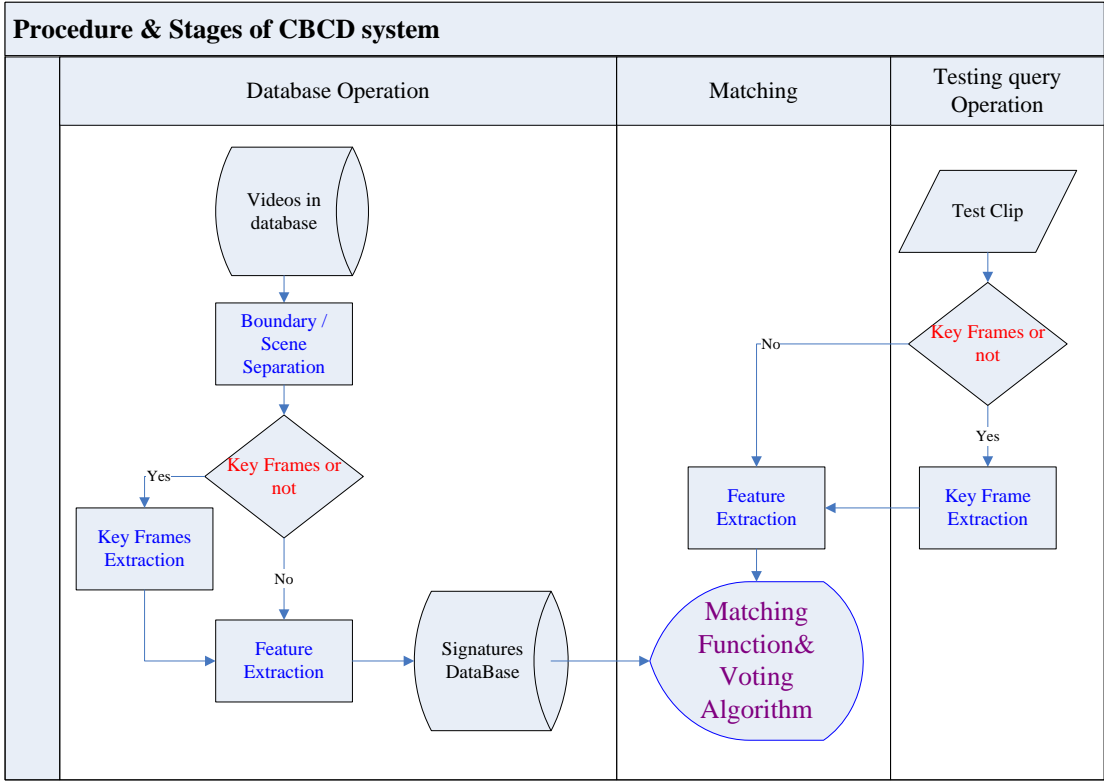 Procedure & Stages of CBCD system
Database Operation
Matching
Testing query
Operation
Videos in
database
Boundary /
Scene
Separation
Key Frames or
not
Yes
Key Frames
Extraction
No
Feature
Extraction
Signatures
DataBase
Test Clip
Key Frames or
not
No
Yes
Key Frame
Extraction
Feature
Extraction
Matching
Function&
Voting
Algorithm